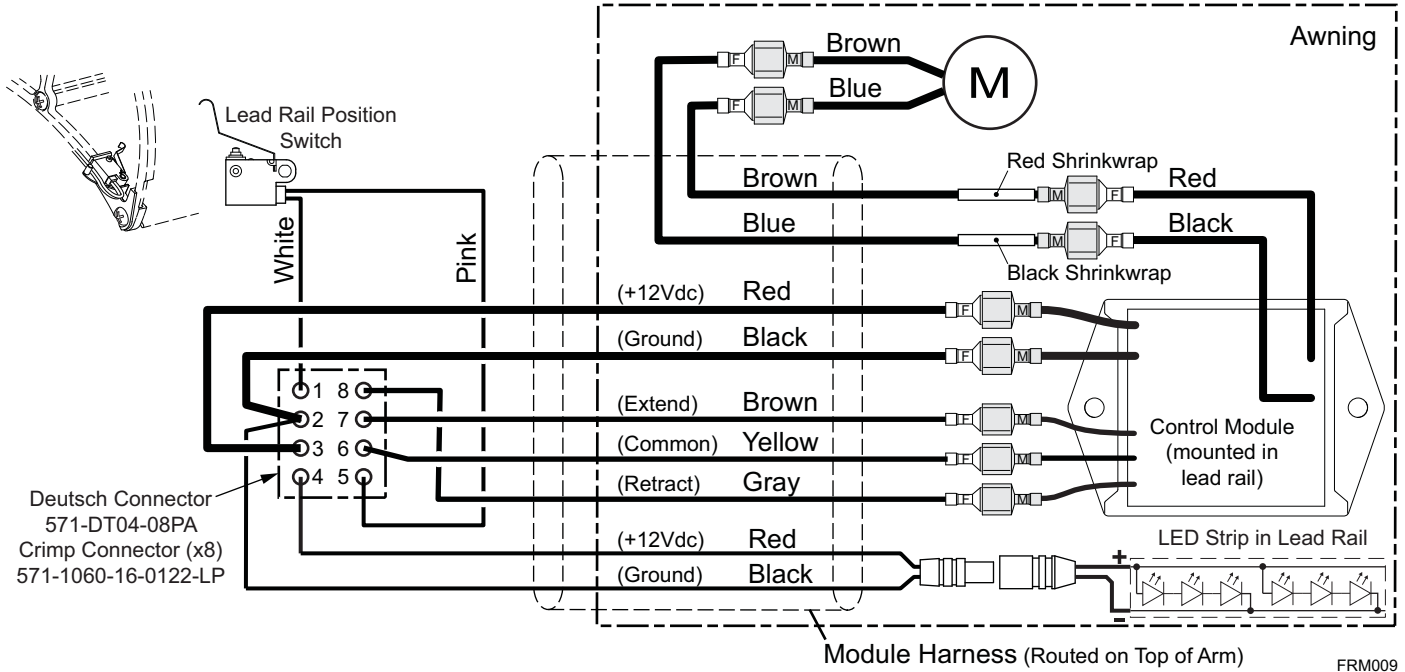 Awning
F M Brown
F M Blue
M
Lead Rail Position
Switch
White
Pink
Red Shrinkwrap
Brown M F Red
Blue M F Black
Black Shrinkwrap
(+12Vdc) Red F M
(Ground) Black F M
1 8
2 7
3 6
4 5
(Extend) Brown F M
(Common) Yellow F M
(Retract) Gray F M
Control Module
(mounted in
lead rail)
Deutsch Connector
571-DT04-08PA
Crimp Connector (x8)
571-1060-16-0122-LP
(+12Vdc) Red
(Ground) Black
LED Strip in Lead Rail
+
-
Module Harness (Routed on Top of Arm)
FRM009